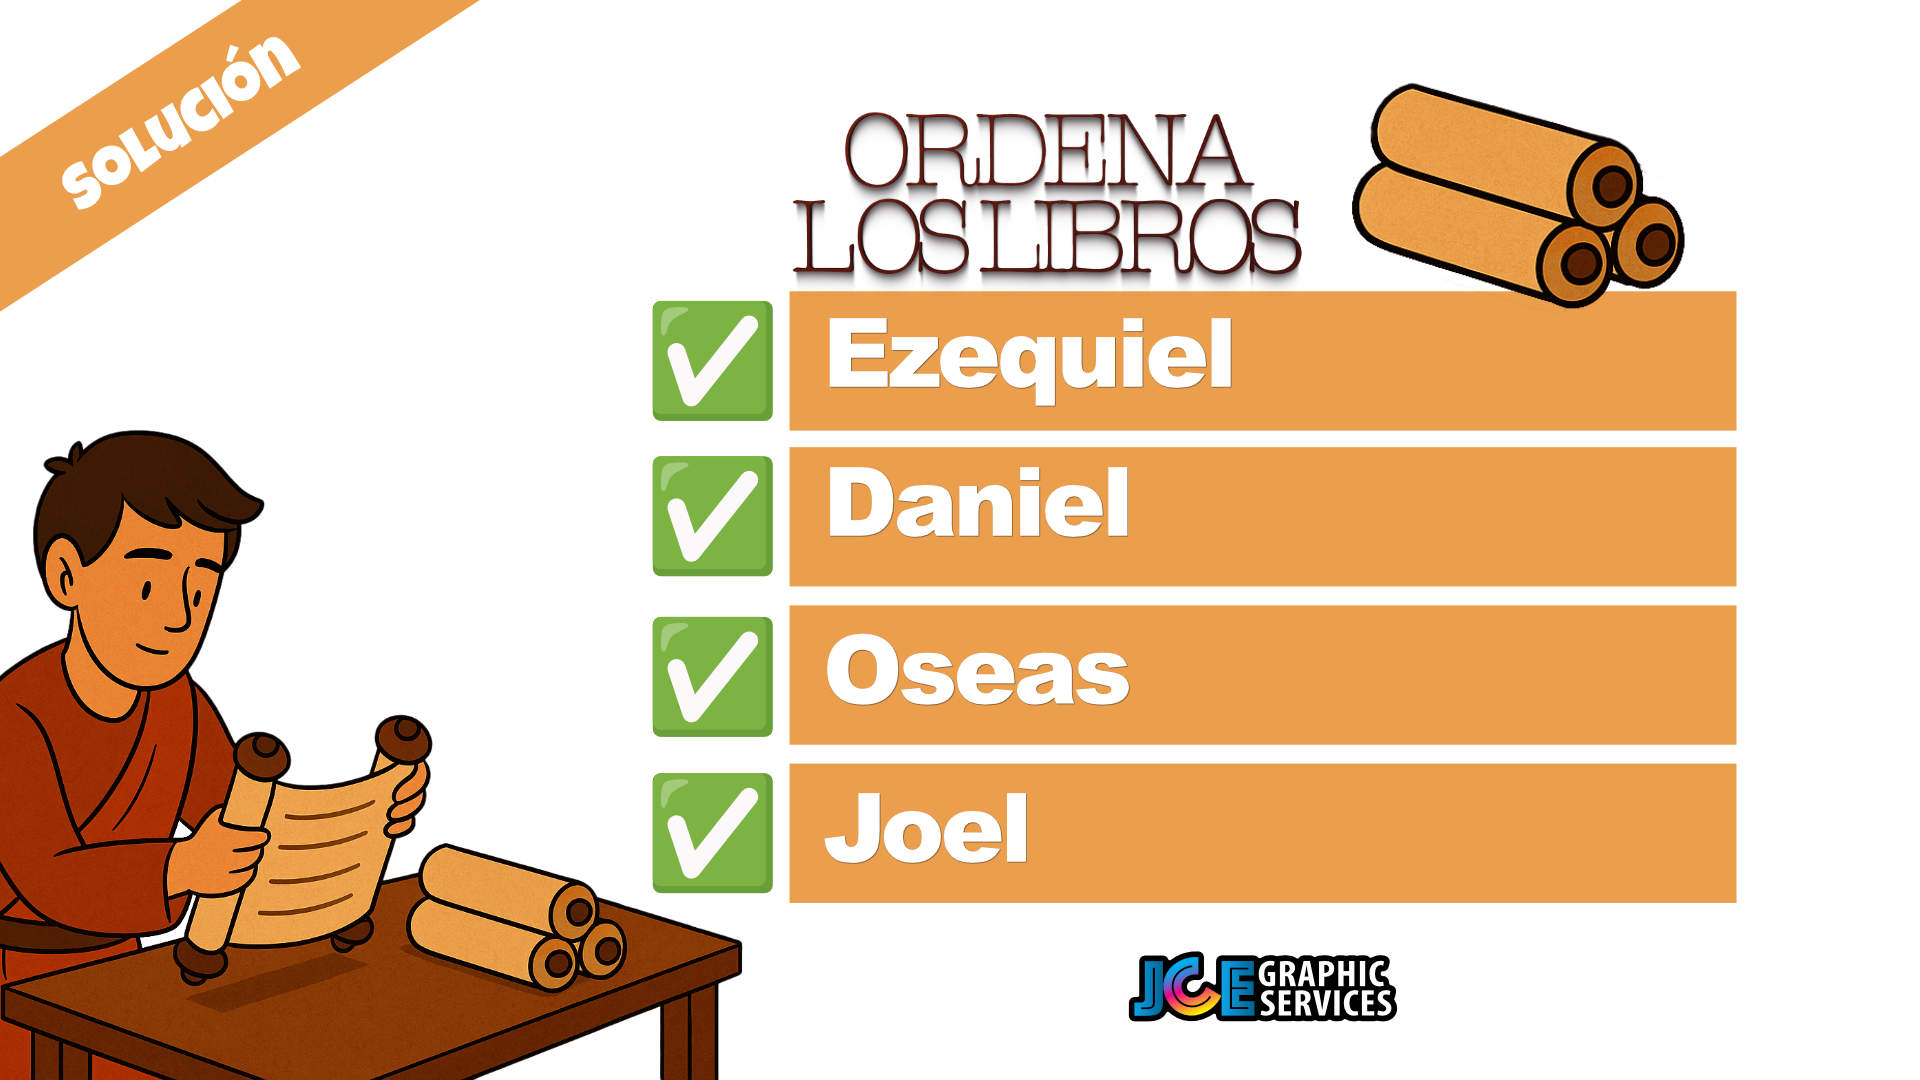 Solución
ORDENA
LOS LIBROS
Ezequiel
Daniel
Oseas
Joel
JCE GRAPHIC
SERVICES